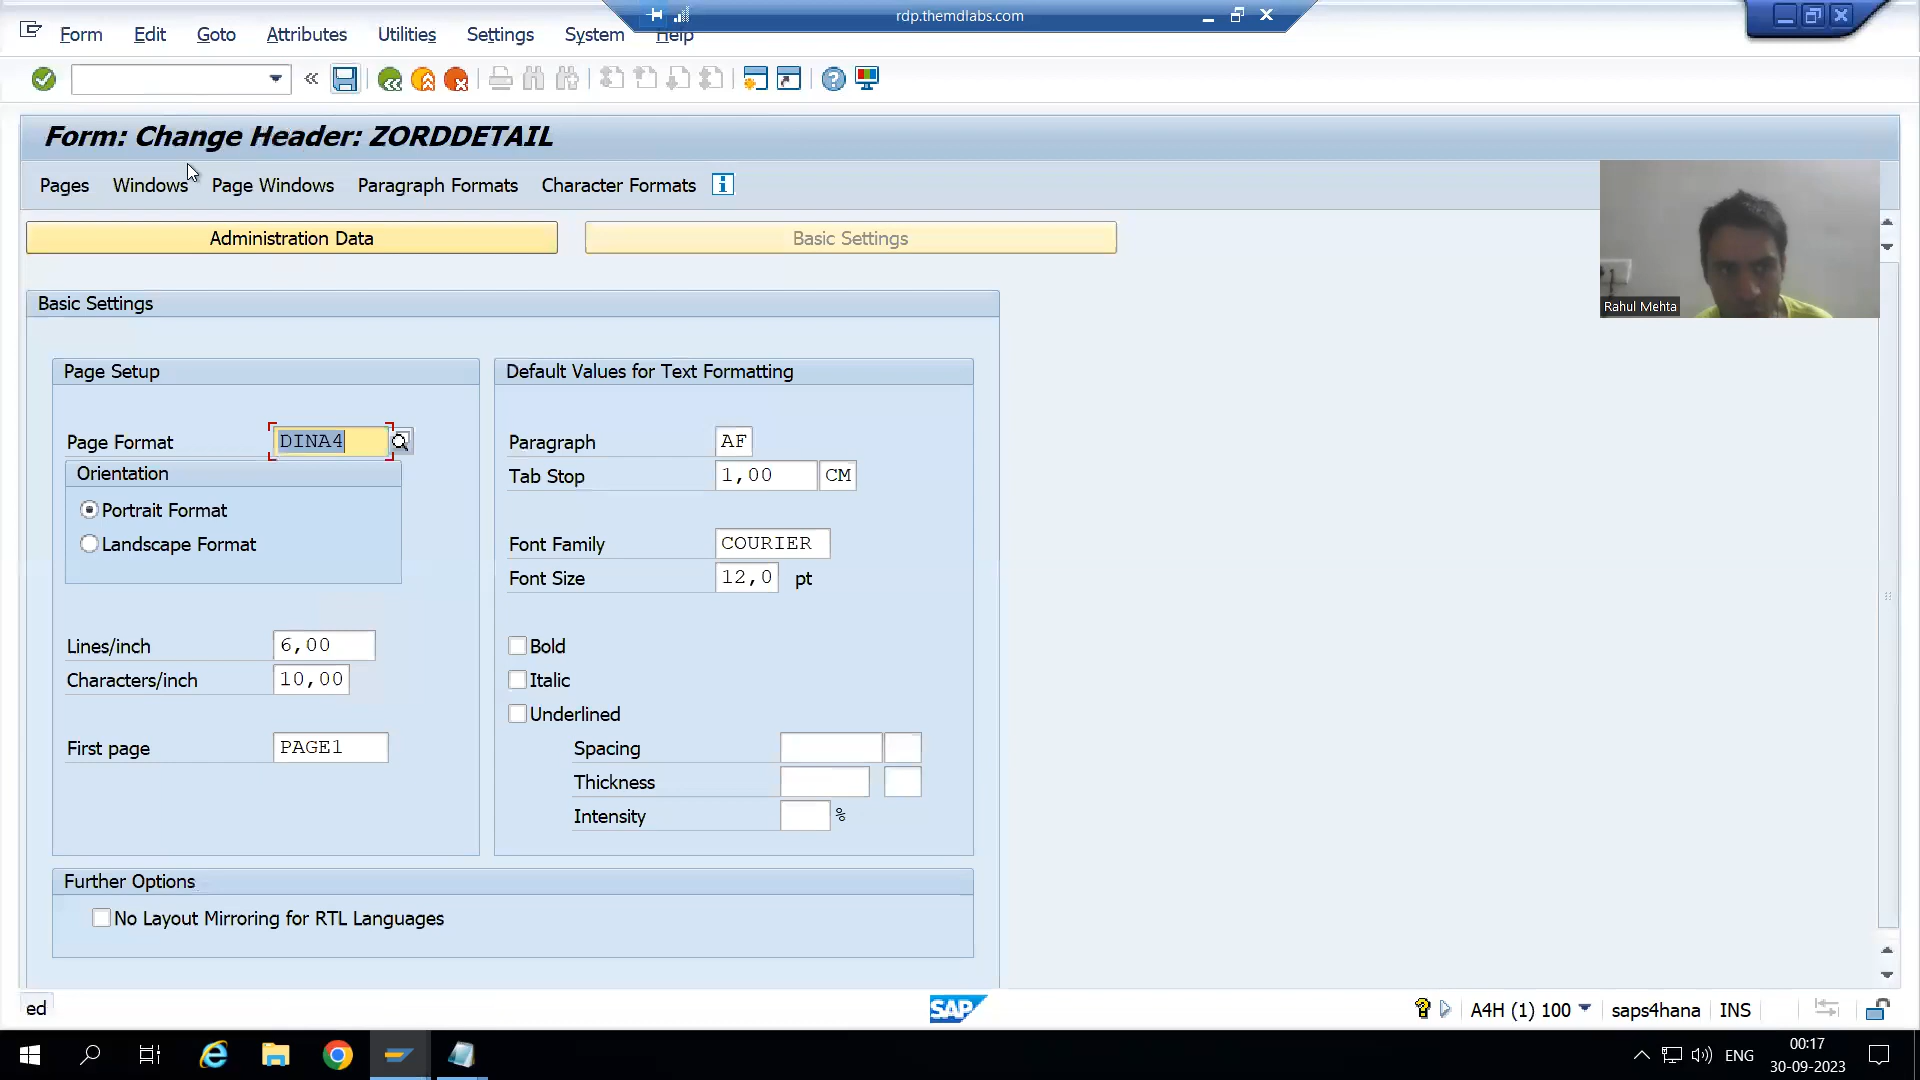 rdp.themdlabs.com
Form Edit Goto Attributes Utilities Settings System Help
Form: Change Header: ZORDDETAIL
Pages Windows Page Windows Paragraph Formats Character Formats
Administration Data Basic Settings
Rahul Mehta
Basic Settings
Page Setup Default Values for Text Formatting
Page Format DINA4 Paragraph AF
Orientation
Tab Stop 1,00 CM
Portrait Format
Landscape Format Font Family COURIER
Font Size 12,0 pt
Lines/inch 6,00 Bold
Characters/inch 10,00 Italic
Underlined
First page PAGE1 Spacing
Thickness
Intensity %
Further Options
No Layout Mirroring for RTL Languages
ed SAP A4H (1) 100 saps4hana INS
ENG 00:17
30-09-2023